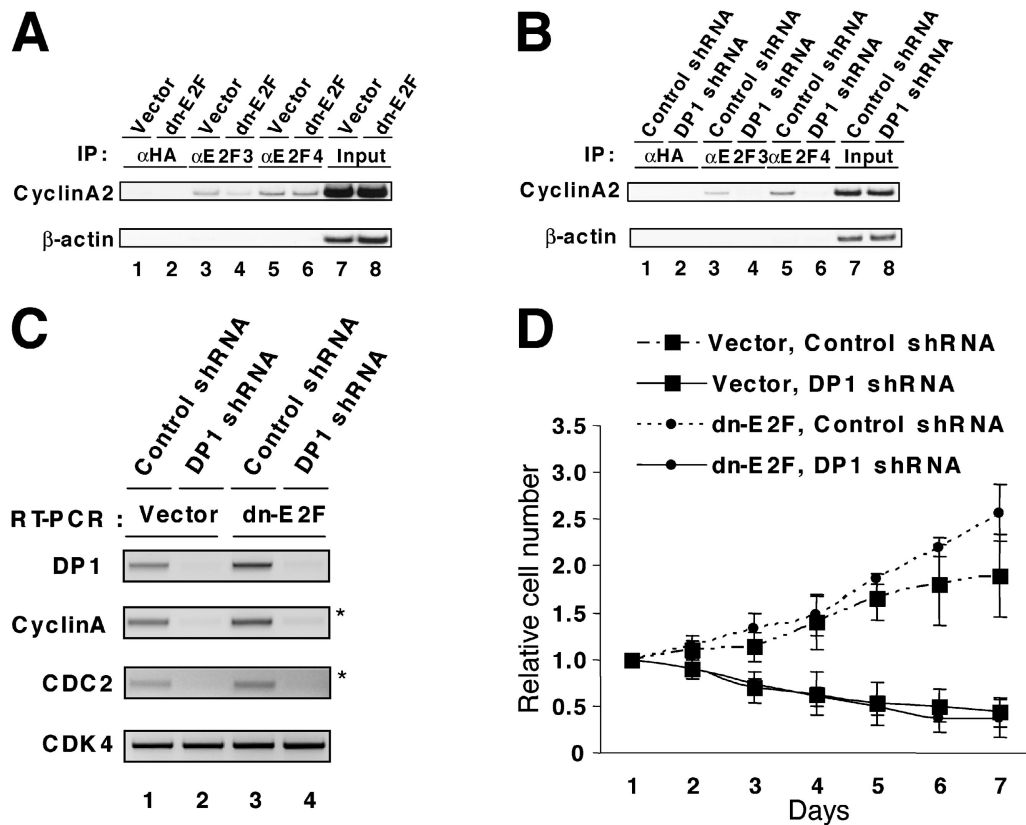 A
Vector
dn-E2F
Vector
dn-E2F
Vector
dn-E2F
Vector
dn-E2F
IP: αHA αE2F3 αE2F4 Input
CyclinA2
β-actin
1 2 3 4 5 6 7 8
B
Control shRNA
DP1 shRNA
Control shRNA
DP1 shRNA
Control shRNA
DP1 shRNA
Control shRNA
DP1 shRNA
IP: αHA αE2F3 αE2F4 Input
CyclinA2
β-actin
1 2 3 4 5 6 7 8
C
Control shRNA
DP1 shRNA
Control shRNA
DP1 shRNA
RT-PCR : Vector dn-E2F
DP1
CyclinA *
CDC2 *
CDK4
1 2 3 4
D
Vector, Control shRNA
Vector, DP1 shRNA
dn-E2F, Control shRNA
dn-E2F, DP1 shRNA
Relative cell number
3.5
3.0
2.5
2.0
1.5
1.0
0.5
0
1 2 3 4 5 6 7
Days